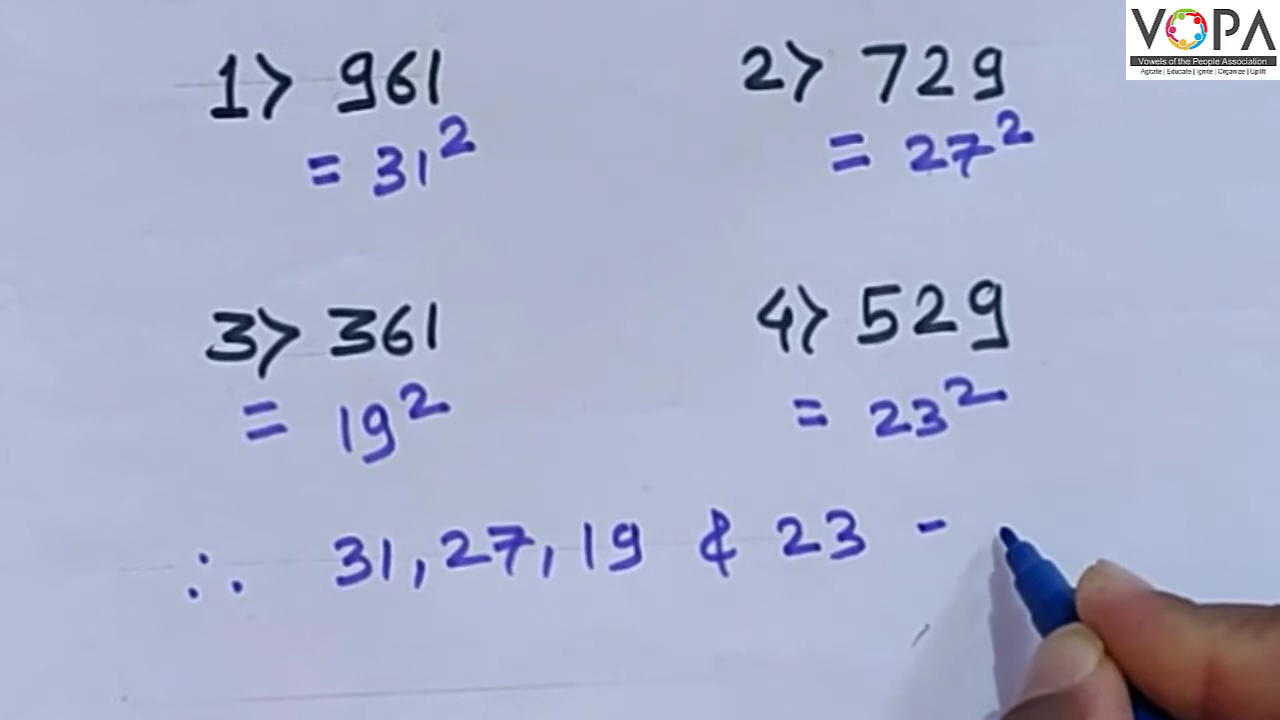 VOPA
Vowels of the People Association
Agitate | Educate | Ignite | Organize | Uplift
1> 961
= 31²
2> 729
= 27²
3> 361
= 19²
4> 529
= 23²
∴ 31, 27, 19 & 23 -